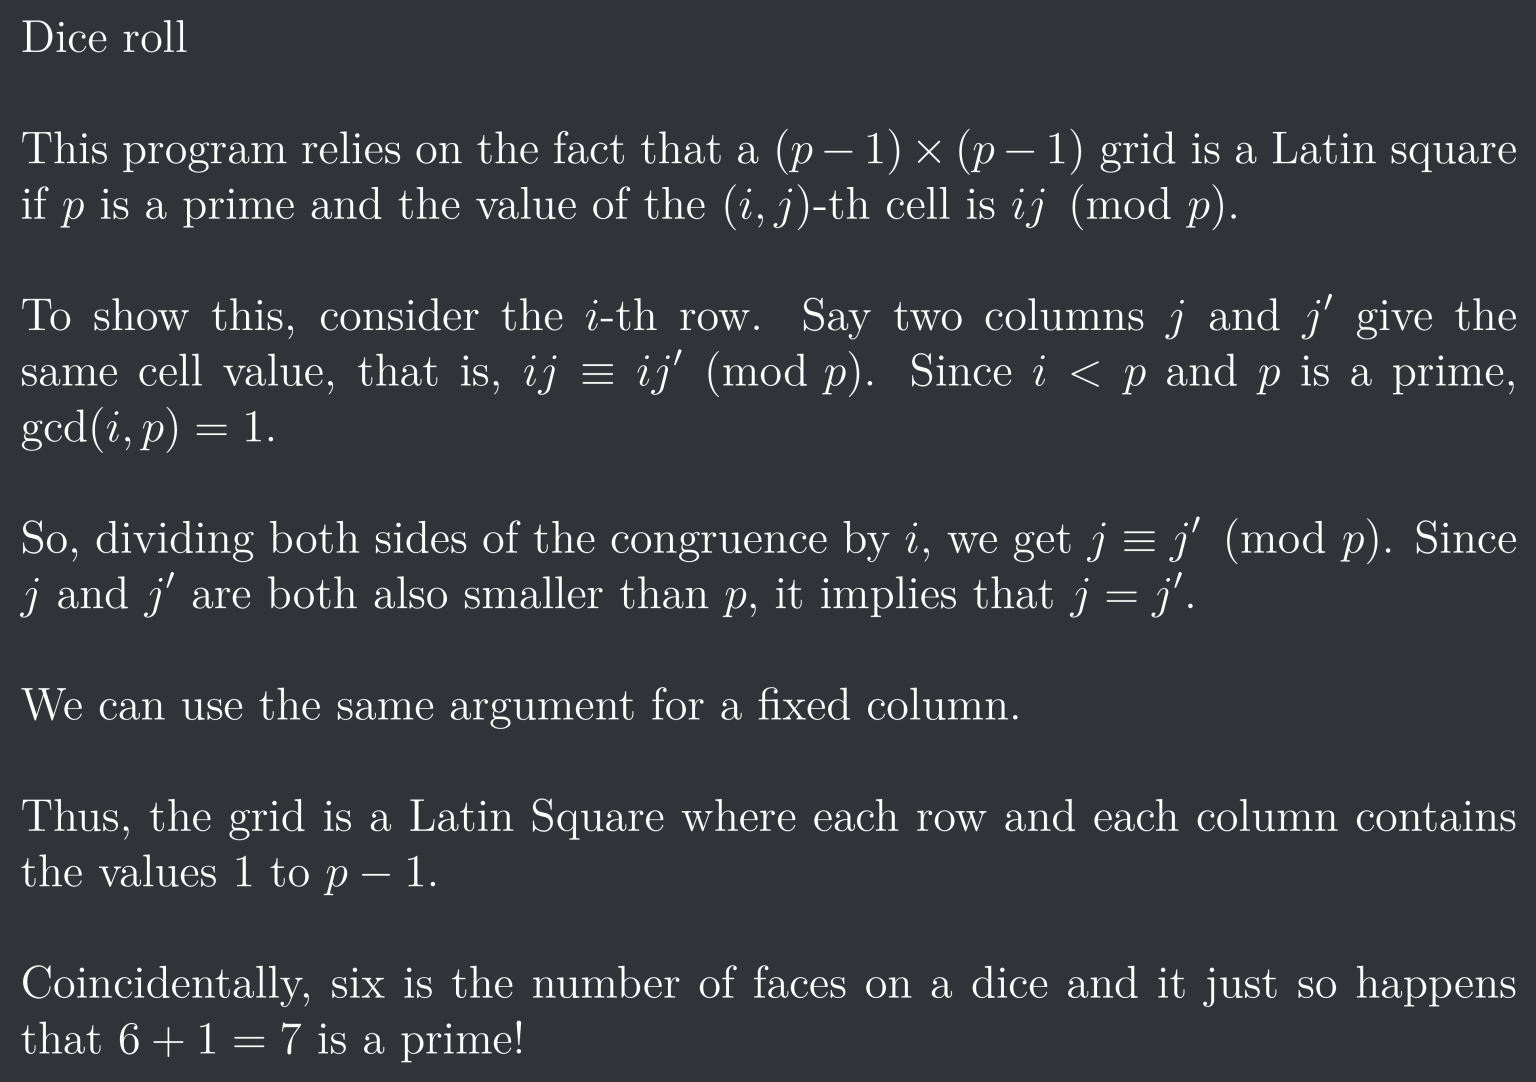 Dice roll
This program relies on the fact that a (p − 1) × (p − 1) grid is a Latin square
if p is a prime and the value of the (i, j)-th cell is ij (mod p).
To show this, consider the i-th row. Say two columns j and j′ give the
same cell value, that is, ij ≡ ij′ (mod p). Since i < p and p is a prime,
gcd(i, p) = 1.
So, dividing both sides of the congruence by i, we get j ≡ j′ (mod p). Since
j and j′ are both also smaller than p, it implies that j = j′.
We can use the same argument for a fixed column.
Thus, the grid is a Latin Square where each row and each column contains
the values 1 to p − 1.
Coincidentally, six is the number of faces on a dice and it just so happens
that 6 + 1 = 7 is a prime!